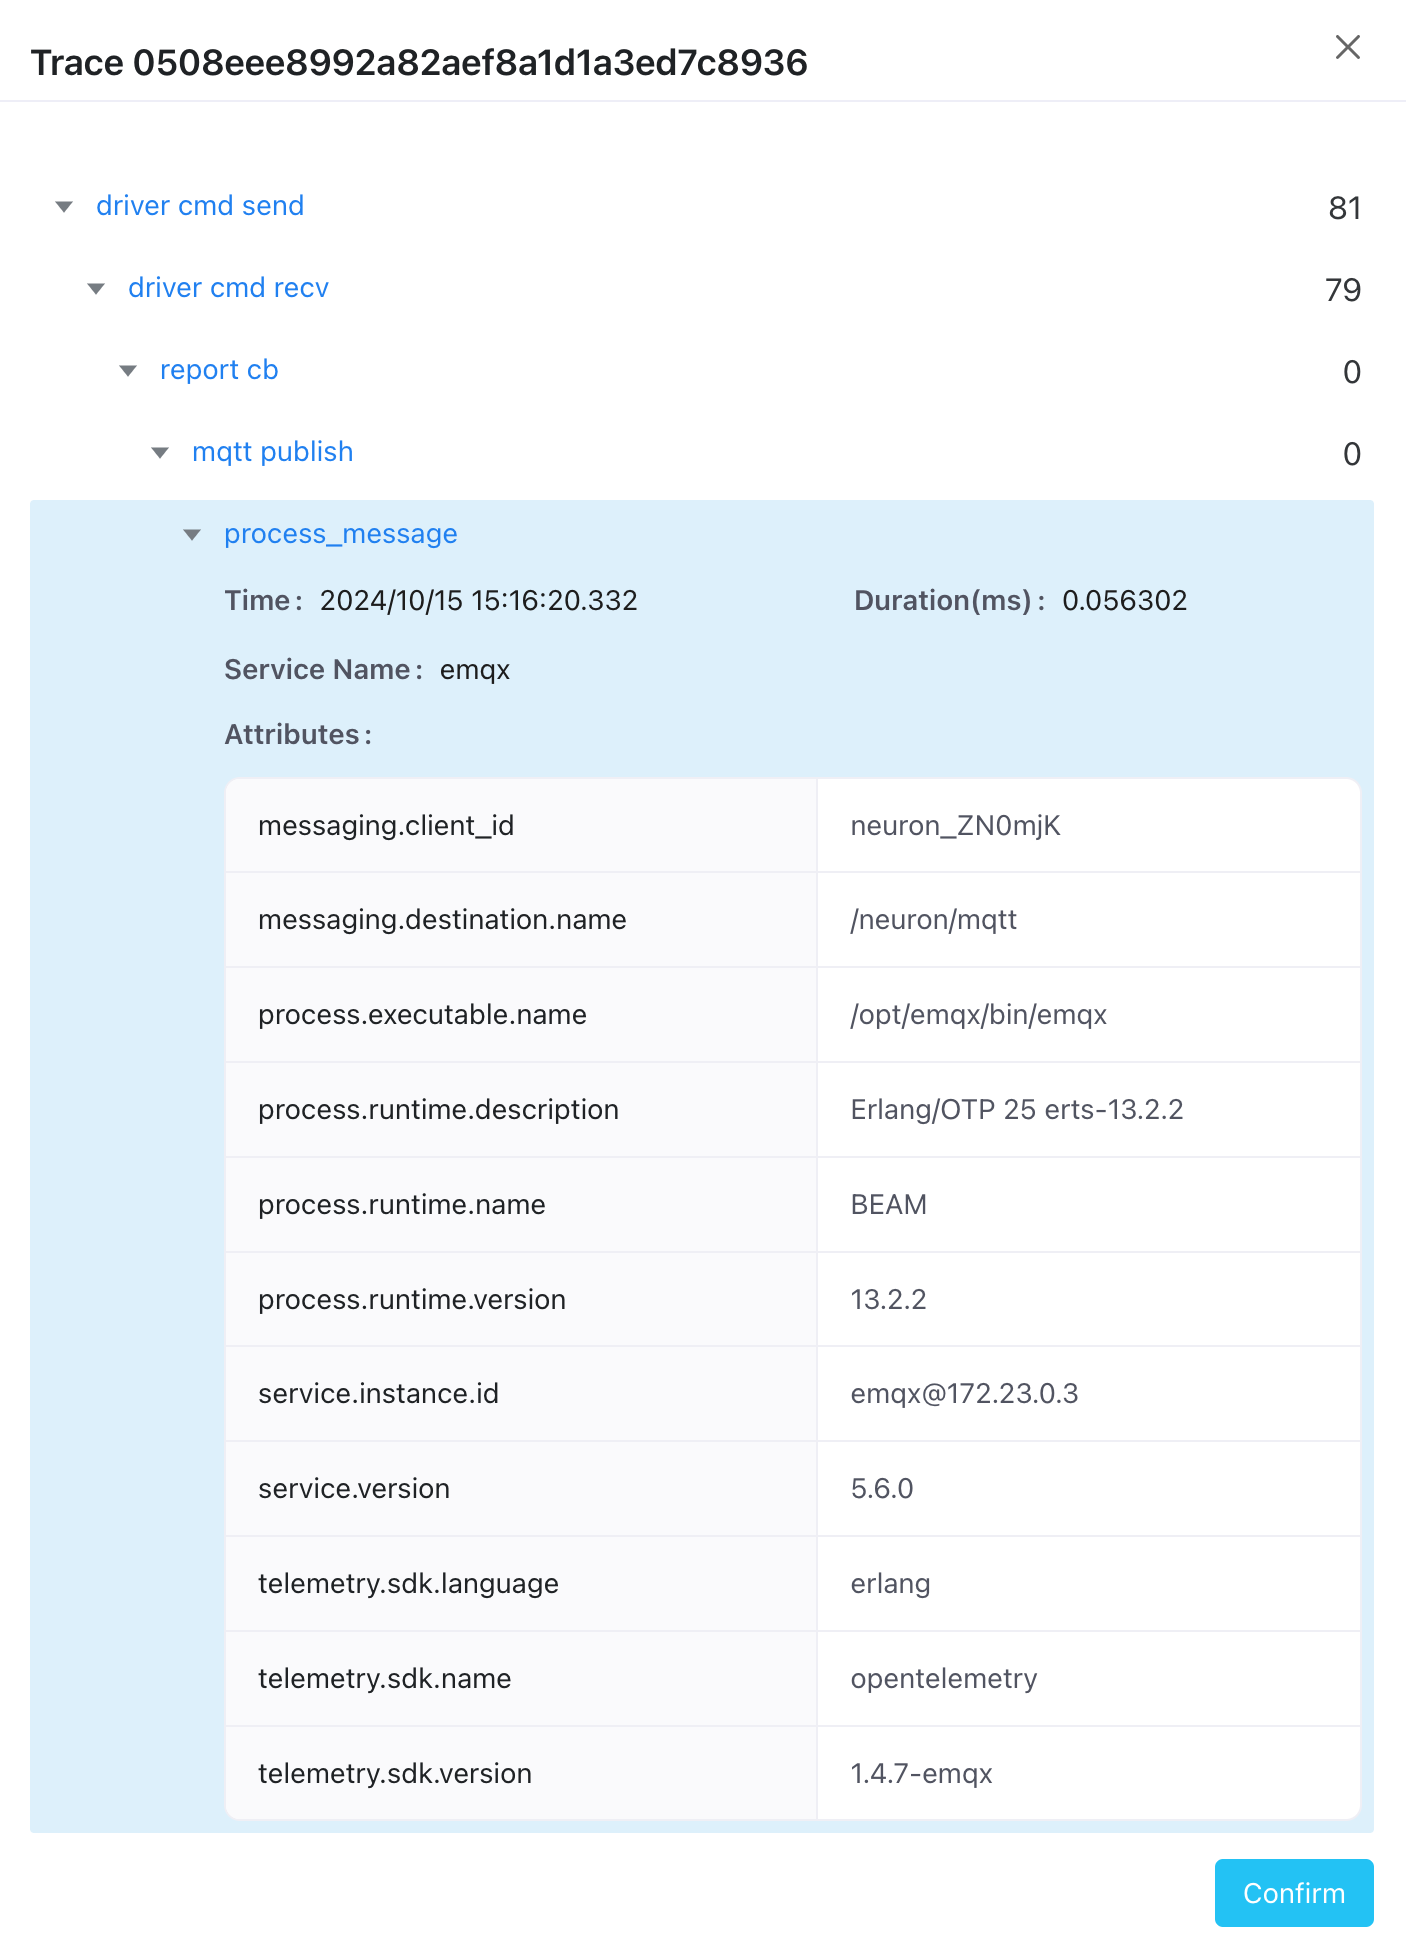 Trace 0508eee8992a82aef8a1d1a3ed7c8936
driver cmd send 81
driver cmd recv 79
report cb 0
mqtt publish 0
process_message
Time: 2024/10/15 15:16:20.332 Duration(ms): 0.056302
Service Name: emqx
Attributes:
messaging.client_id neuron_ZN0mjK
messaging.destination.name /neuron/mqtt
process.executable.name /opt/emqx/bin/emqx
process.runtime.description Erlang/OTP 25 erts-13.2.2
process.runtime.name BEAM
process.runtime.version 13.2.2
service.instance.id emqx@172.23.0.3
service.version 5.6.0
telemetry.sdk.language erlang
telemetry.sdk.name opentelemetry
telemetry.sdk.version 1.4.7-emqx
Confirm